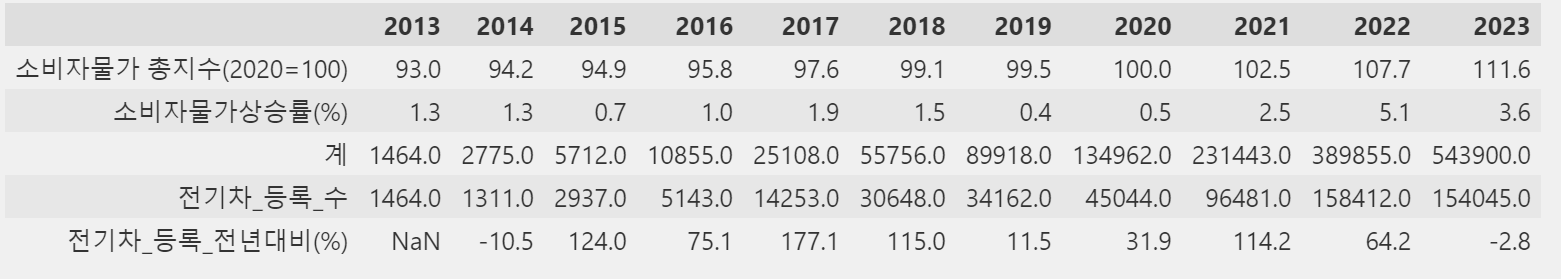 2013 2014 2015 2016 2017 2018 2019 2020 2021 2022 2023
소비자물가 총지수(2020=100) 93.0 94.2 94.9 95.8 97.6 99.1 99.5 100.0 102.5 107.7 111.6
소비자물가상승률(%) 1.3 1.3 0.7 1.0 1.9 1.5 0.4 0.5 2.5 5.1 3.6
계 1464.0 2775.0 5712.0 10855.0 25108.0 55756.0 89918.0 134962.0 231443.0 389855.0 543900.0
전기차_등록_수 1464.0 1311.0 2937.0 5143.0 14253.0 30648.0 34162.0 45044.0 96481.0 158412.0 154045.0
전기차_등록_전년대비(%) NaN -10.5 124.0 75.1 177.1 115.0 11.5 31.9 114.2 64.2 -2.8